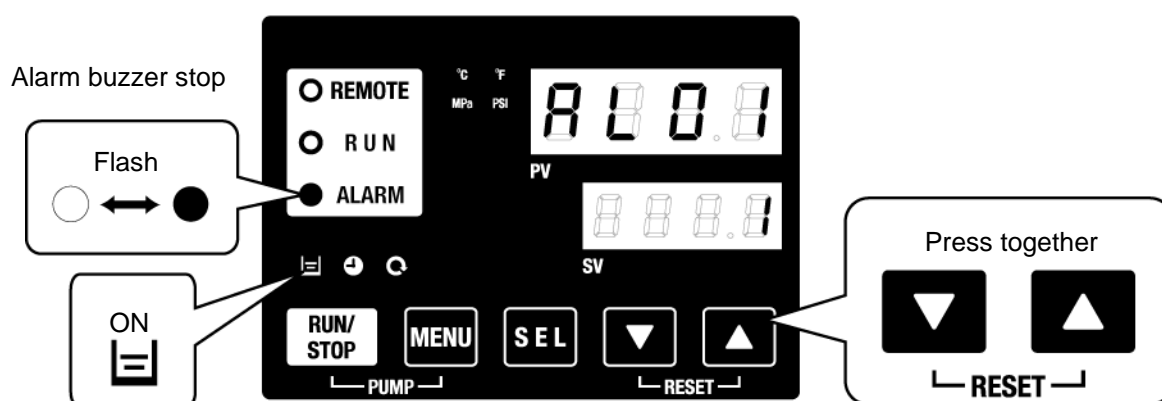 Alarm buzzer stop
Flash
REMOTE
RUN
ALARM
°C °F
MPa PSI
AL01
PV
1
SV
ON
RUN/
STOP
MENU
SEL
PUMP
RESET
Press together
RESET